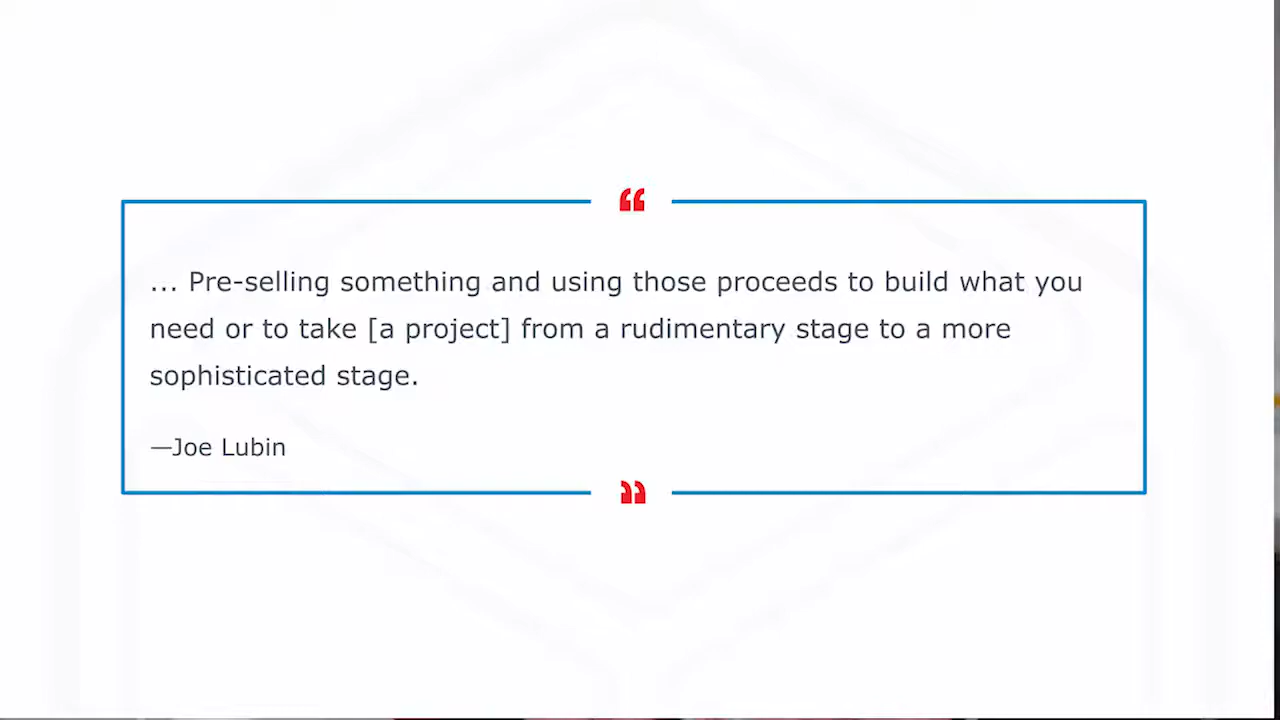 “
... Pre-selling something and using those proceeds to build what you
need or to take [a project] from a rudimentary stage to a more
sophisticated stage.
—Joe Lubin
”